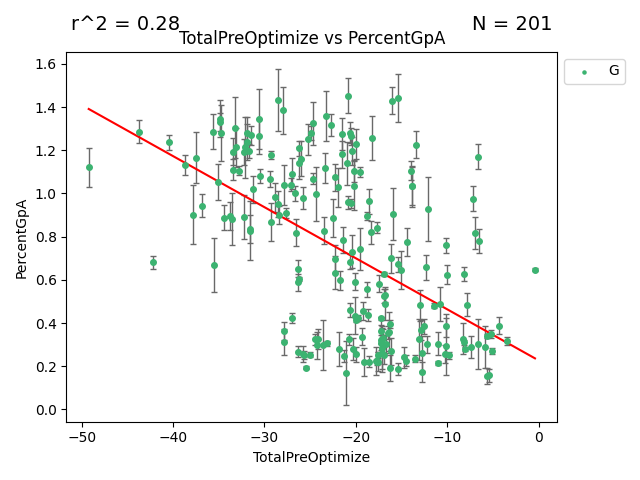 r^2 = 0.28
N = 201
TotalPreOptimize vs PercentGpA
G
1.6
1.4
1.2
1.0
0.8
0.6
0.4
0.2
0.0
PercentGpA
−50
−40
−30
−20
−10
0
TotalPreOptimize